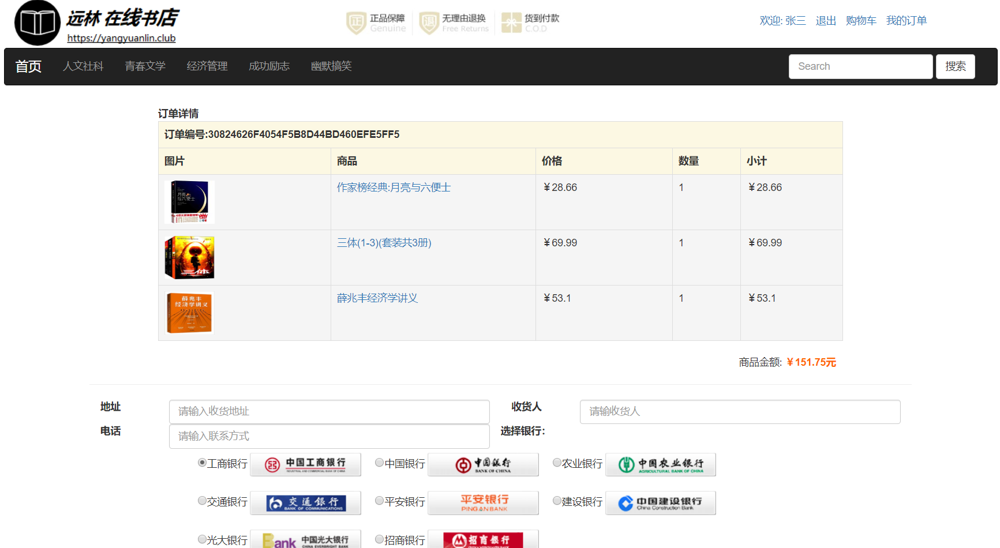 远林 在线书店
https://yangyuanlin.club
正品保障
Genuine
无理由退换
Free Returns
货到付款
C.O.D
欢迎: 张三 退出 购物车 我的订单
首页 人文社科 青春文学 经济管理 成功励志 幽默搞笑 Search 搜索
订单详情
订单编号:30824626F4054F5B8D44BD460EFE5FF5
图片 商品 价格 数量 小计
月亮
与六便士
作家榜经典:月亮与六便士 ¥28.66 1 ¥28.66
三体
三体(1-3)(套装共3册) ¥69.99 1 ¥69.99
薛兆丰
经济学讲义
薛兆丰经济学讲义 ¥53.1 1 ¥53.1
商品金额: ¥151.75元
地址 请输入收货地址 收货人 请输收货人
电话 请输入联系方式 选择银行:
工商银行 中国工商银行 INDUSTRIAL AND COMMERCIAL BANK OF CHINA 中国银行 中国银行 BANK OF CHINA 农业银行 中国农业银行 AGRICULTURAL BANK OF CHINA
交通银行 交通银行 BANK OF COMMUNICATIONS 平安银行 平安银行 PING AN BANK 建设银行 中国建设银行 China Construction Bank
光大银行 Bank 中国光大银行 CHINA EVERBRIGHT BANK 招商银行 招商银行